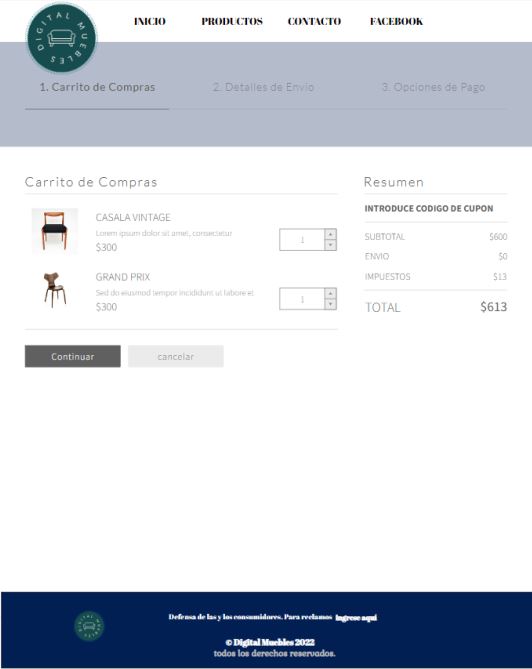 DIGITAL MUEBLES
INICIO PRODUCTOS CONTACTO FACEBOOK
1. Carrito de Compras 2. Detalles de Envio 3. Opciones de Pago
Carrito de Compras
CASALA VINTAGE
Lorem ipsum dolor sit amet, consectetur
$300
1
GRAND PRIX
Sed do eiusmod tempor incididunt ut labore et
$300
1
Continuar cancelar
Resumen
INTRODUCE CODIGO DE CUPON
SUBTOTAL $600
ENVIO $0
IMPUESTOS $13
TOTAL $613
DIGITAL MUEBLES
Defensa de las y los consumidores. Para reclamos ingrese aquí
© Digital Muebles 2022
todos los derechos reservados.